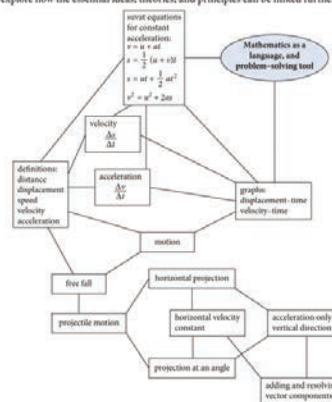 explore how the essential ideas, theories, and principles can be linked
suvat equations
for constant
acceleration:
v = u + at
s = 1/2 (u + v)t
s = ut + 1/2 at²
v² = u² + 2as
Mathematics as a
language, and
problem-solving tool
velocity
Δs
Δt
definitions:
distance
displacement
speed
velocity
acceleration
acceleration
Δv
Δt
graphs:
displacement–time
velocity–time
motion
free fall
horizontal projection
projectile motion
horizontal velocity
constant
acceleration only
vertical direction
projection at an angle
adding and resolving
vector components